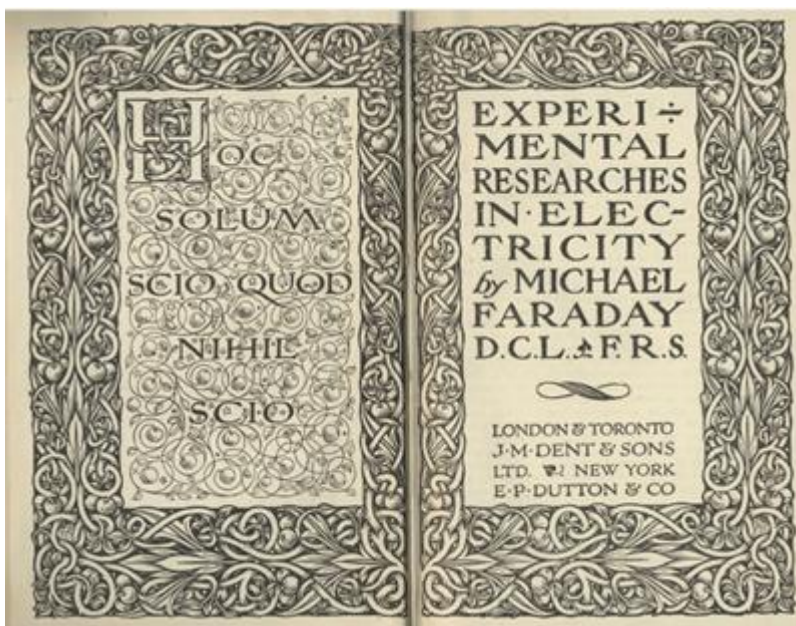 HOC
SOLUM
SCIO QUOD
NIHIL
SCIO
EXPERI÷
MENTAL
RESEARCHES
IN·ELEC-
TRICITY
by MICHAEL
FARADAY
D.C.L. & F.R.S.
LONDON & TORONTO
J·M·DENT & SONS
LTD. NEW YORK
E·P·DUTTON & CO